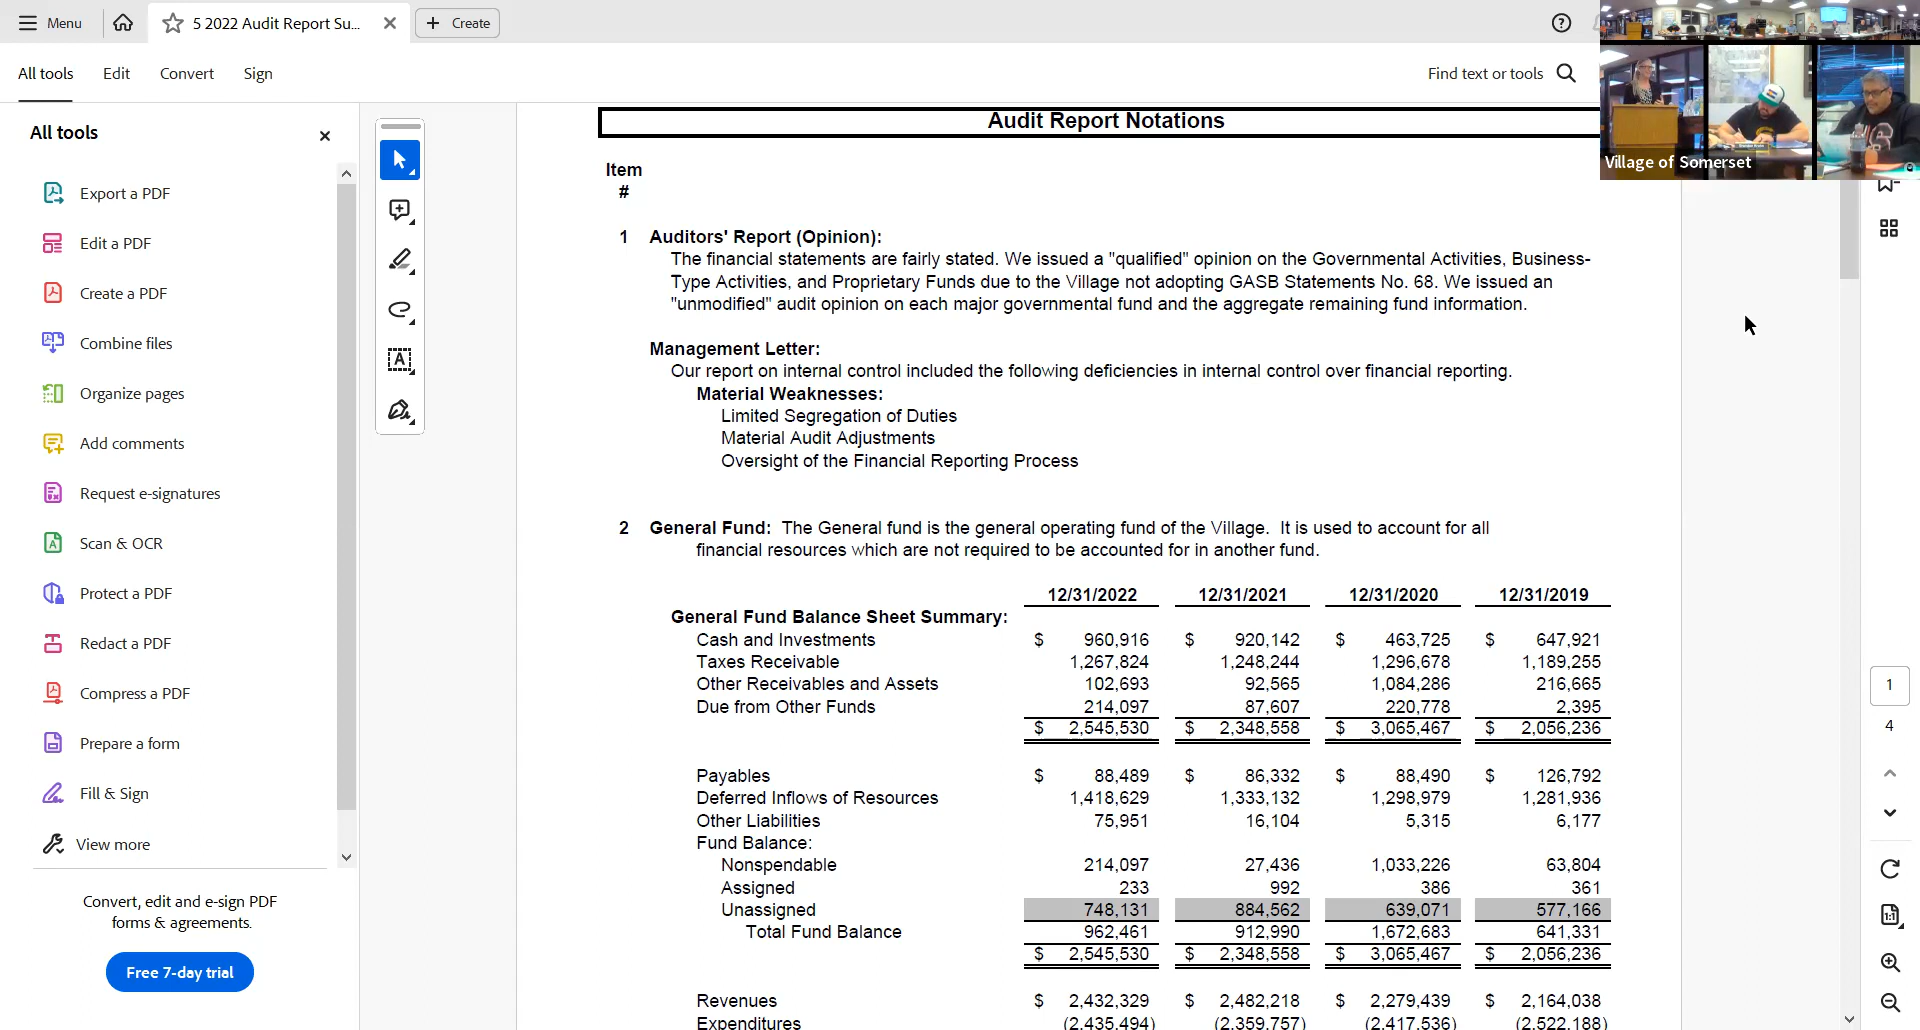 Menu
5 2022 Audit Report Su...
Create
All tools
Edit
Convert
Sign
Find text or tools
Village of Somerset
All tools
Export a PDF
Edit a PDF
Create a PDF
Combine files
Organize pages
Add comments
Request e-signatures
Scan & OCR
Protect a PDF
Redact a PDF
Compress a PDF
Prepare a form
Fill & Sign
View more
Convert, edit and e-sign PDF
forms & agreements.
Free 7-day trial
Audit Report Notations
Item
#
1 Auditors' Report (Opinion):
The financial statements are fairly stated. We issued a "qualified" opinion on the Governmental Activities, Business-
Type Activities, and Proprietary Funds due to the Village not adopting GASB Statements No. 68. We issued an
"unmodified" audit opinion on each major governmental fund and the aggregate remaining fund information.
Management Letter:
Our report on internal control included the following deficiencies in internal control over financial reporting.
Material Weaknesses:
Limited Segregation of Duties
Material Audit Adjustments
Oversight of the Financial Reporting Process
2 General Fund: The General fund is the general operating fund of the Village. It is used to account for all
financial resources which are not required to be accounted for in another fund.
12/31/2022 12/31/2021 12/31/2020 12/31/2019
General Fund Balance Sheet Summary:
Cash and Investments $ 960,916 $ 920,142 $ 463,725 $ 647,921
Taxes Receivable 1,267,824 1,248,244 1,296,678 1,189,255
Other Receivables and Assets 102,693 92,565 1,084,286 216,665
Due from Other Funds 214,097 87,607 220,778 2,395
$ 2,545,530 $ 2,348,558 $ 3,065,467 $ 2,056,236
Payables $ 88,489 $ 86,332 $ 88,490 $ 126,792
Deferred Inflows of Resources 1,418,629 1,333,132 1,298,979 1,281,936
Other Liabilities 75,951 16,104 5,315 6,177
Fund Balance:
Nonspendable 214,097 27,436 1,033,226 63,804
Assigned 233 992 386 361
Unassigned 748,131 884,562 639,071 577,166
Total Fund Balance 962,461 912,990 1,672,683 641,331
$ 2,545,530 $ 2,348,558 $ 3,065,467 $ 2,056,236
Revenues $ 2,432,329 $ 2,482,218 $ 2,279,439 $ 2,164,038
Expenditures (2,435,494) (2,359,757) (2,417,536) (2,522,188)
1
4